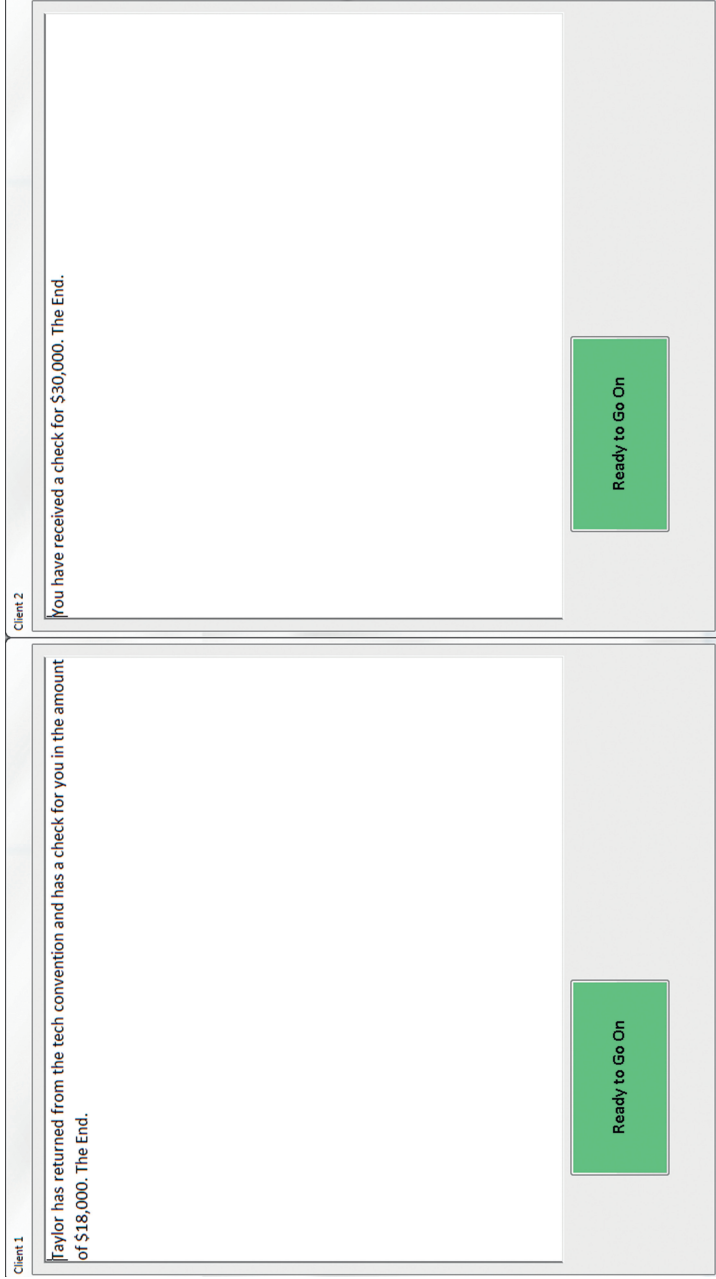 Client 1
Taylor has returned from the tech convention and has a check for you in the amount
of $18,000. The End.
Ready to Go On
Client 2
You have received a check for $30,000. The End.
Ready to Go On